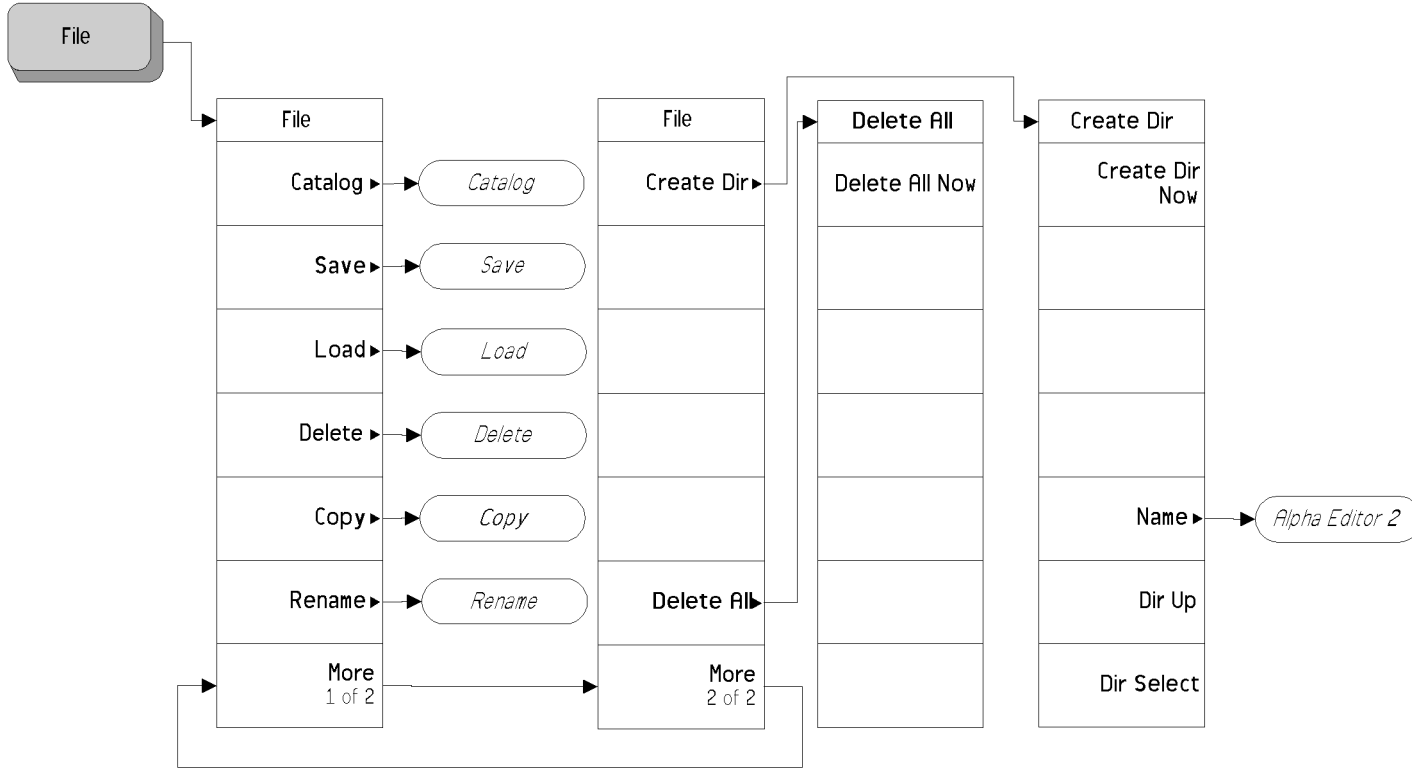 File
File
Catalog
Catalog
Save
Save
Load
Load
Delete
Delete
Copy
Copy
Rename
Rename
More
1 of 2
File
Create Dir
Delete All
More
2 of 2
Delete All
Delete All Now
Create Dir
Create Dir
Now
Name
Alpha Editor 2
Dir Up
Dir Select